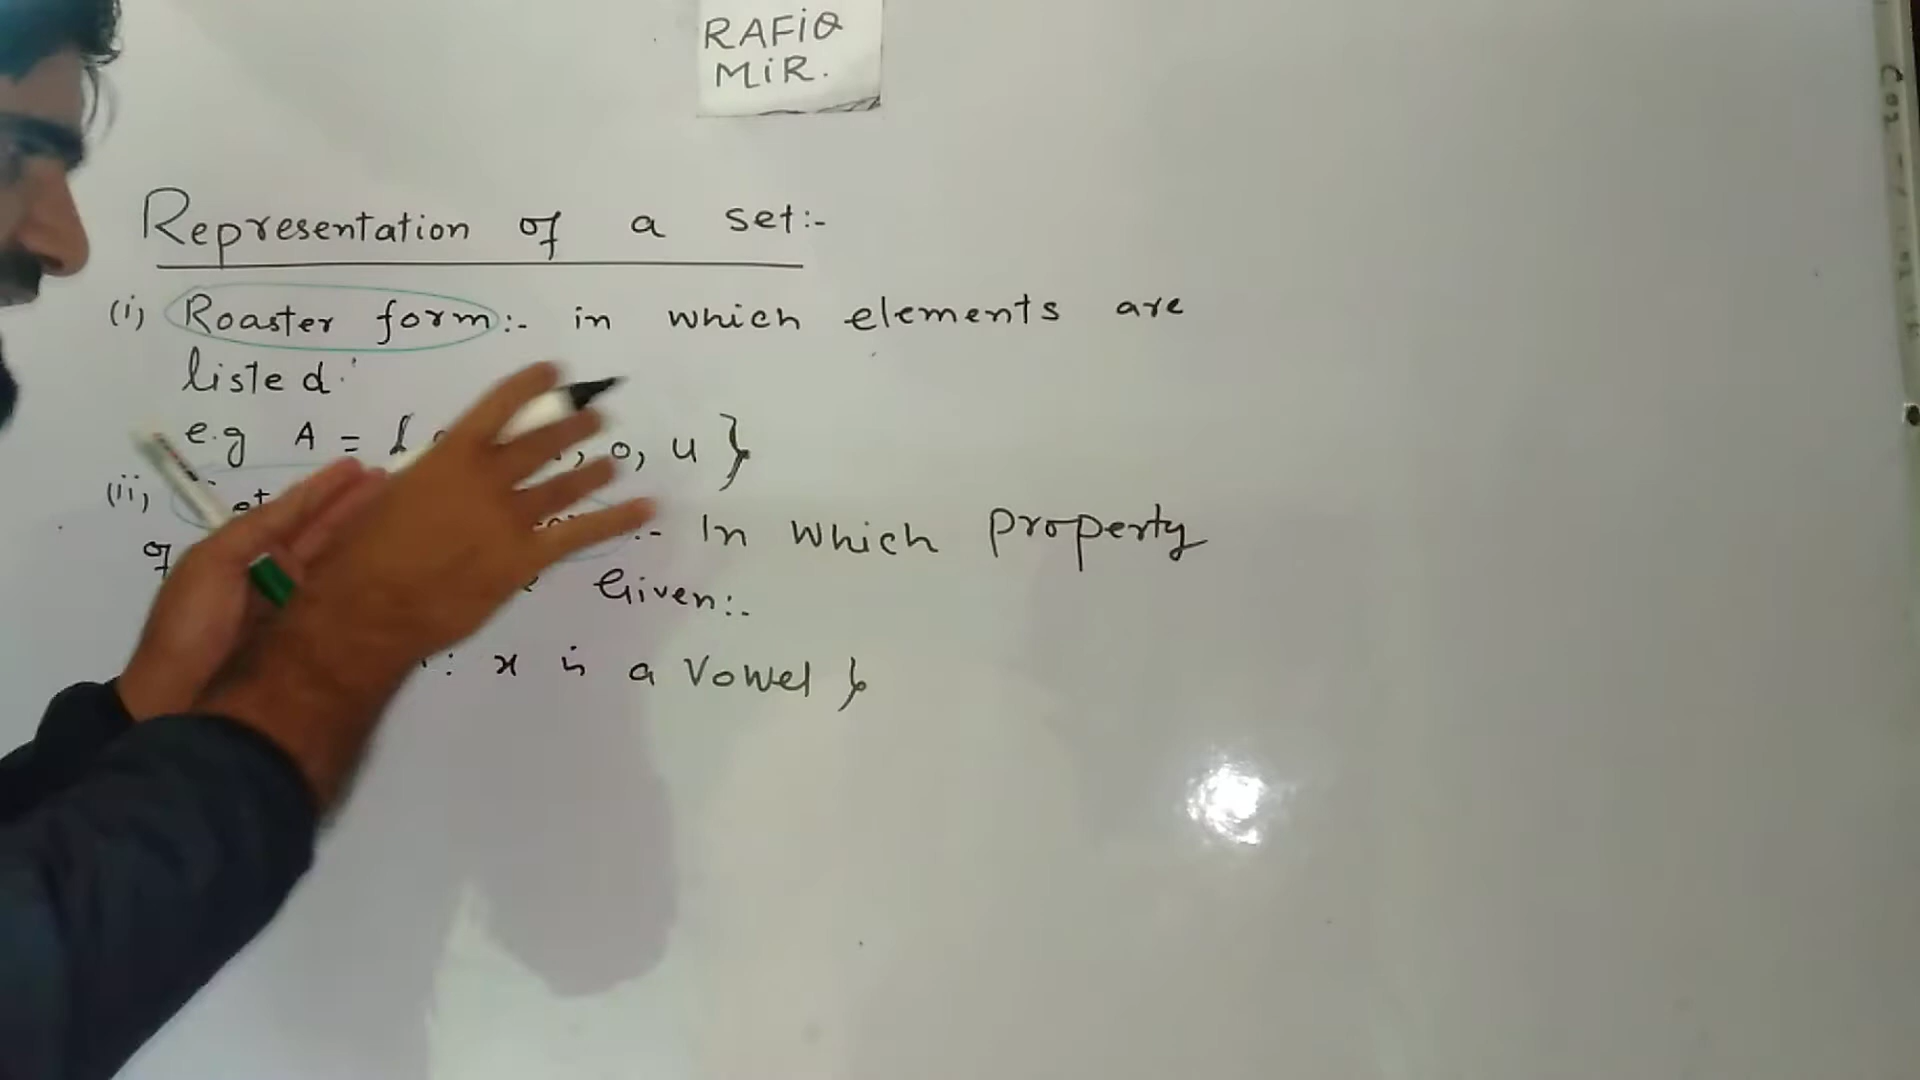 RAFIQ
MIR.
Representation of a set:-
(i) Roaster form:- in which elements are
listed:
e.g A = { o, u }
(ii) In which property
Given:-
: x is a Vowel }